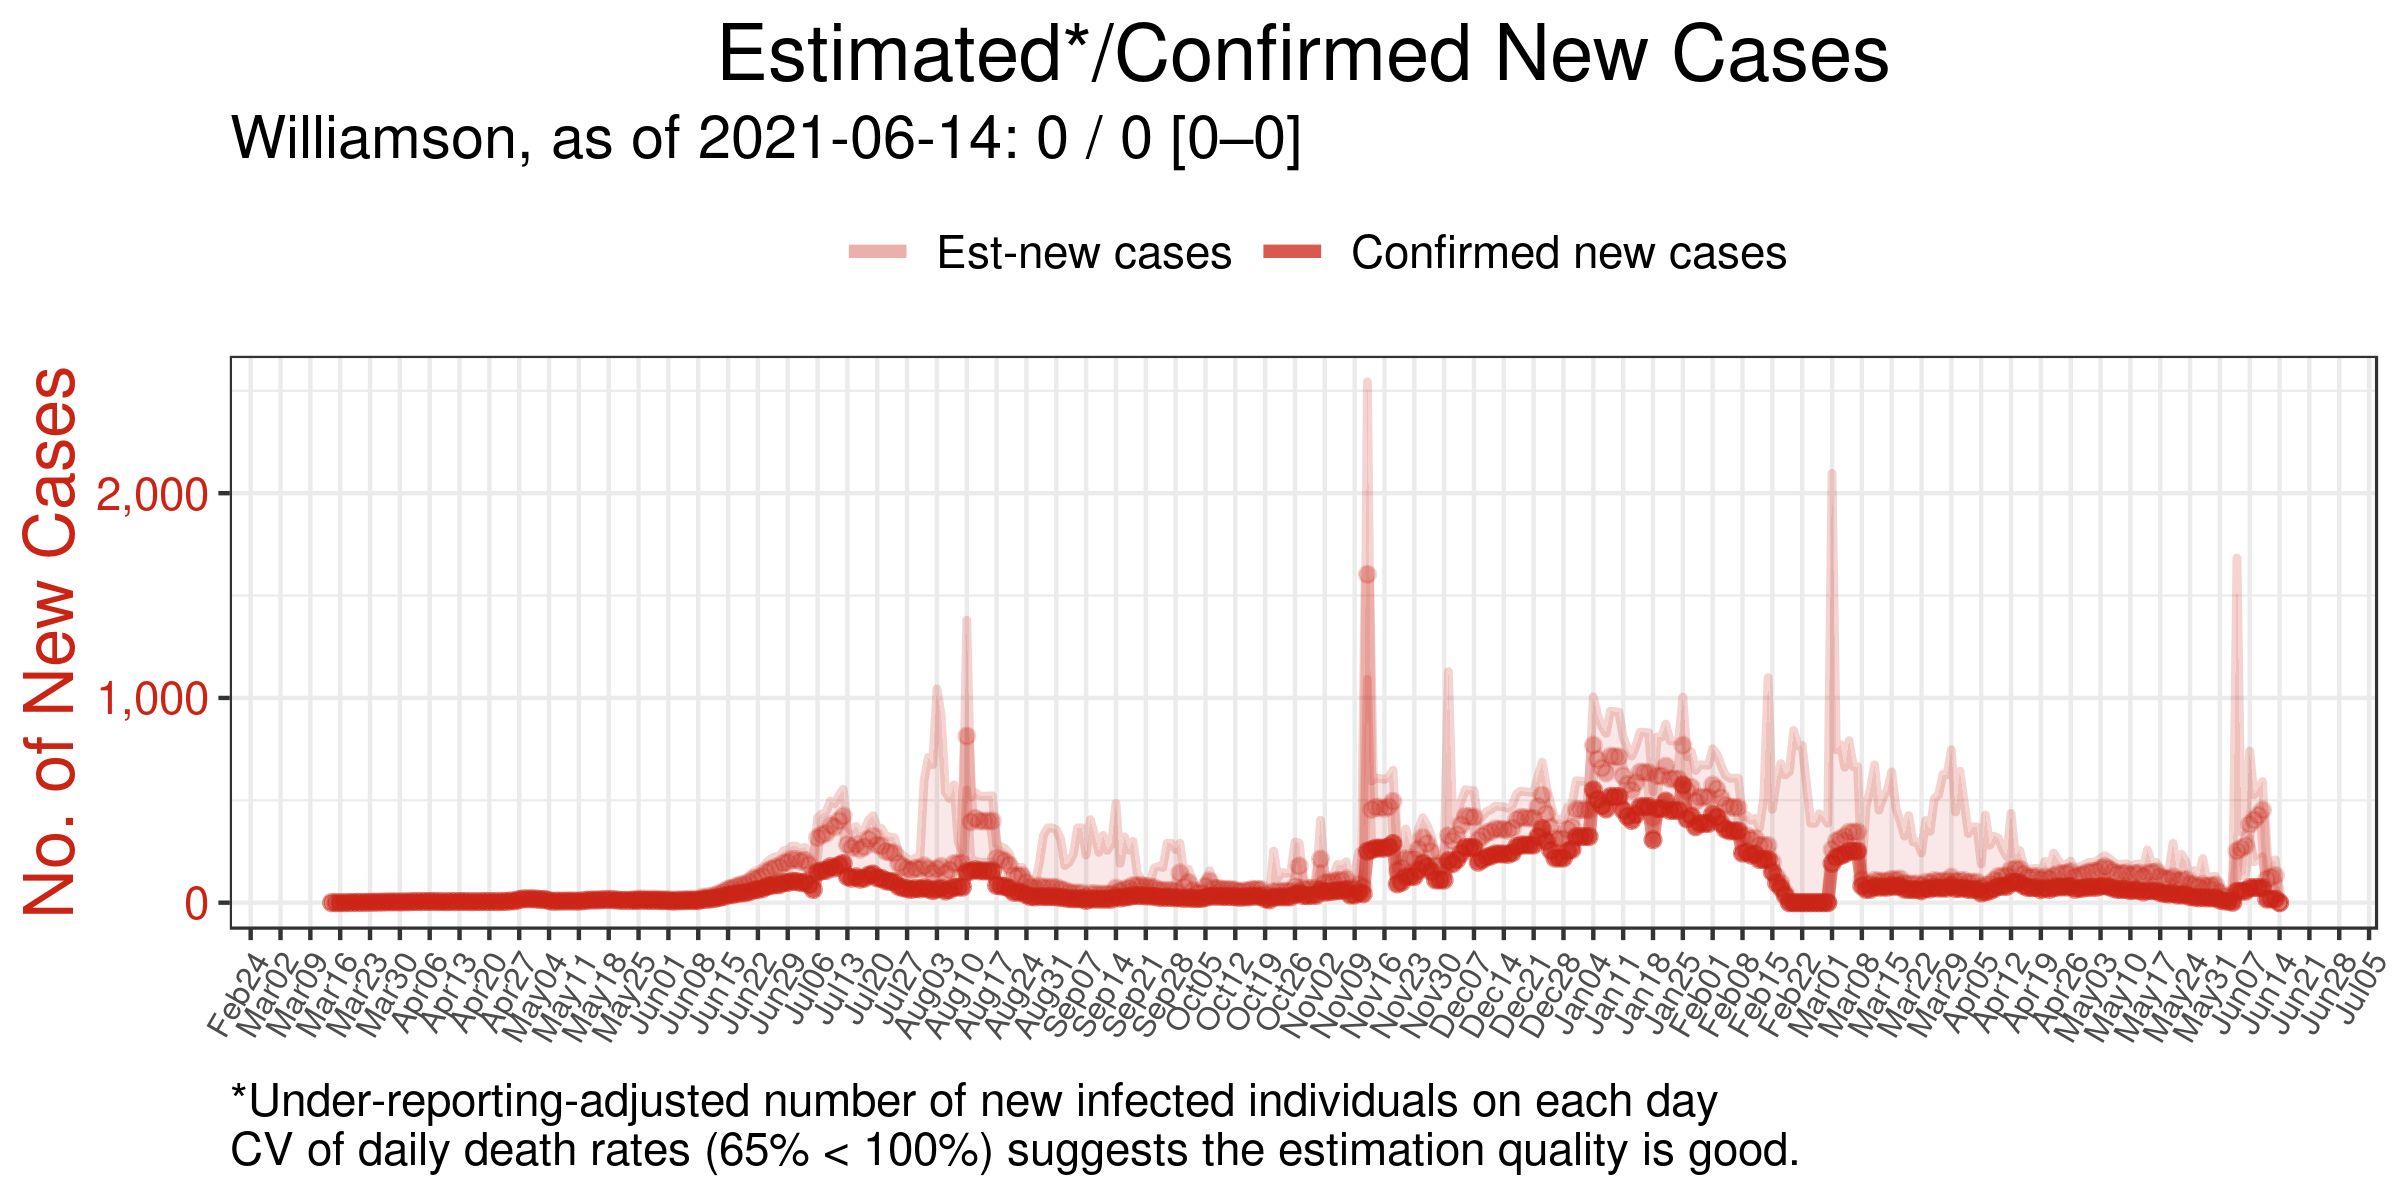 Estimated*/Confirmed New Cases
Williamson, as of 2021-06-14: 0 / 0 [0–0]
Est-new cases
Confirmed new cases
No. of New Cases
2,000
1,000
0
Feb24
Mar02
Mar09
Mar16
Mar23
Mar30
Apr06
Apr13
Apr20
Apr27
May04
May11
May18
May25
Jun01
Jun08
Jun15
Jun22
Jun29
Jul06
Jul13
Jul20
Jul27
Aug03
Aug10
Aug17
Aug24
Aug31
Sep07
Sep14
Sep21
Sep28
Oct05
Oct12
Oct19
Oct26
Nov02
Nov09
Nov16
Nov23
Nov30
Dec07
Dec14
Dec21
Dec28
Jan04
Jan11
Jan18
Jan25
Feb01
Feb08
Feb15
Feb22
Mar01
Mar08
Mar15
Mar22
Mar29
Apr05
Apr12
Apr19
Apr26
May03
May10
May17
May24
May31
Jun07
Jun14
Jun21
Jun28
Jul05
*Under-reporting-adjusted number of new infected individuals on each day
CV of daily death rates (65% < 100%) suggests the estimation quality is good.